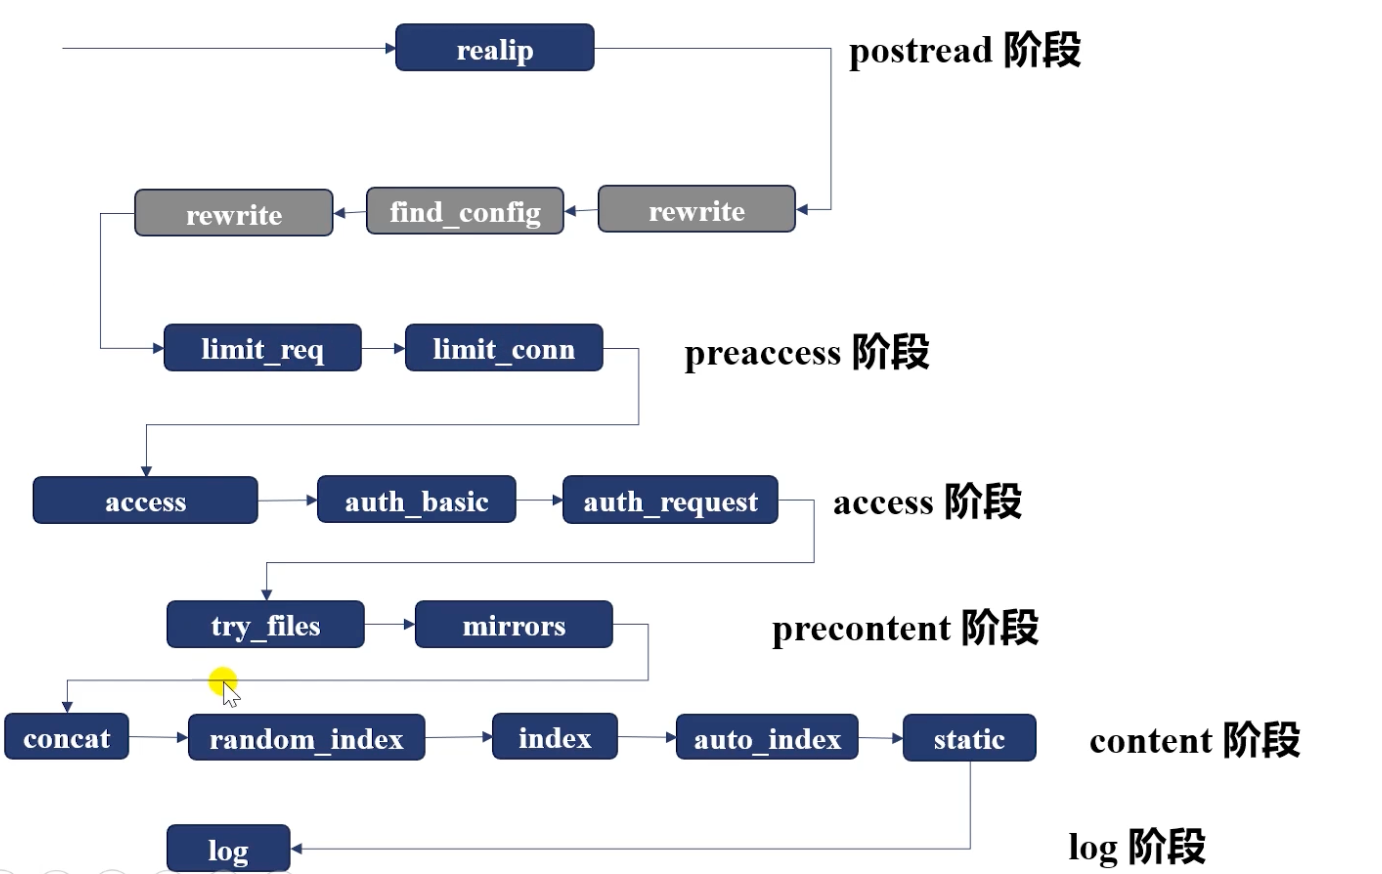 realip
postread 阶段
rewrite
find_config
rewrite
limit_req
limit_conn
preaccess 阶段
access
auth_basic
auth_request
access 阶段
try_files
mirrors
precontent 阶段
concat
random_index
index
auto_index
static
content 阶段
log
log 阶段